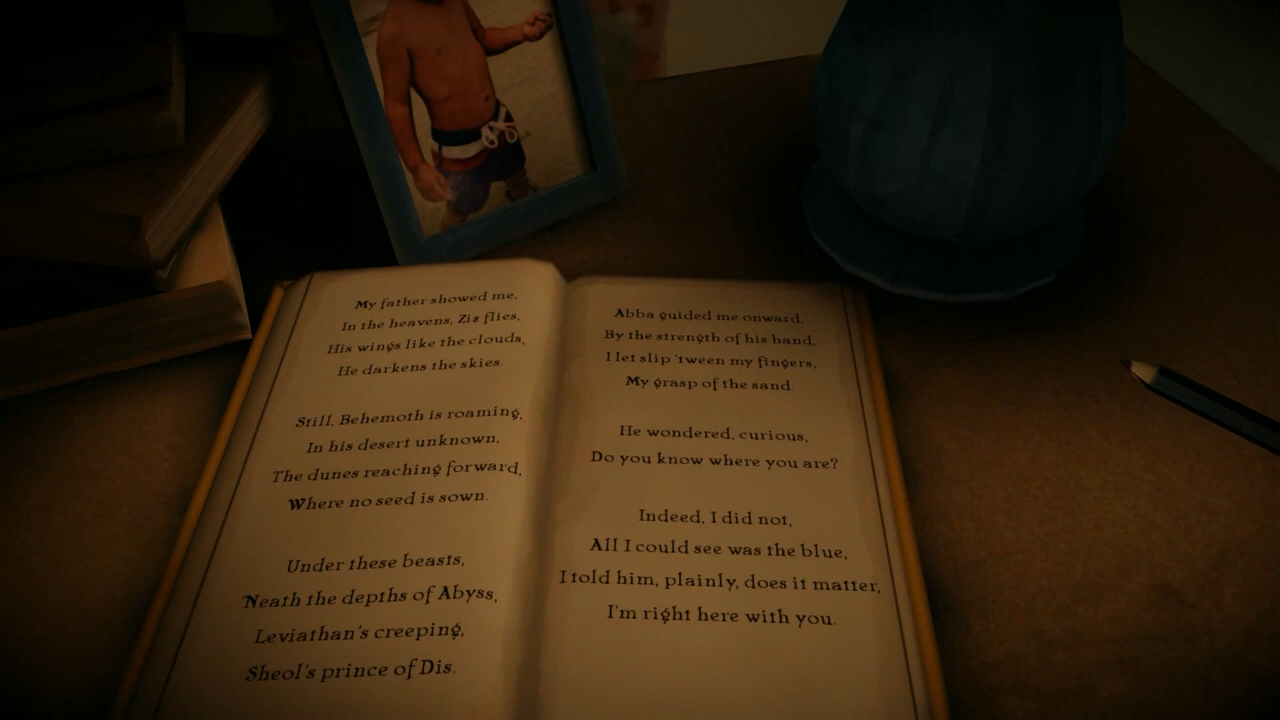 My father showed me,
In the heavens, Ziz flies,
His wings like the clouds,
He darkens the skies.
Still, Behemoth is roaming,
In his desert unknown,
The dunes reaching forward,
Where no seed is sown.
Under these beasts,
'Neath the depths of Abyss,
Leviathan's creeping,
Sheol's prince of Dis.
Abba guided me onward,
By the strength of his hand,
I let slip 'tween my fingers,
My grasp of the sand.
He wondered, curious,
Do you know where you are?
Indeed, I did not,
All I could see was the blue,
I told him, plainly, does it matter,
I'm right here with you.